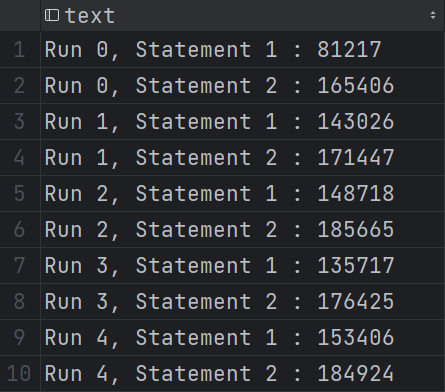 text
1 Run 0, Statement 1 : 81217
2 Run 0, Statement 2 : 165406
3 Run 1, Statement 1 : 143026
4 Run 1, Statement 2 : 171447
5 Run 2, Statement 1 : 148718
6 Run 2, Statement 2 : 185665
7 Run 3, Statement 1 : 135717
8 Run 3, Statement 2 : 176425
9 Run 4, Statement 1 : 153406
10 Run 4, Statement 2 : 184924